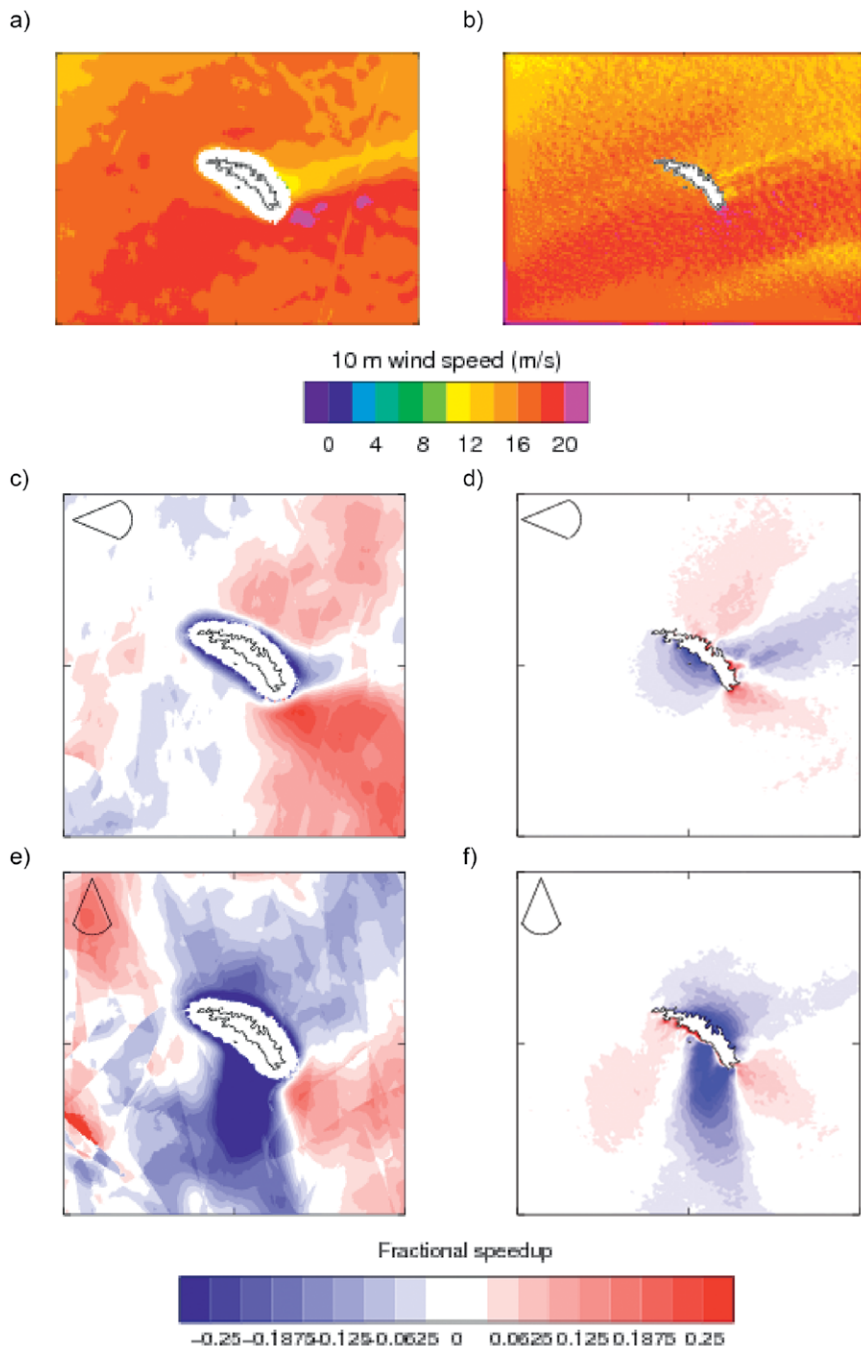 a) b)
10 m wind speed (m/s)
0 4 8 12 16 20
c) d)
e) f)
Fractional speedup
-0.25 -0.1875 -0.125 -0.0625 0 0.0625 0.125 0.1875 0.25